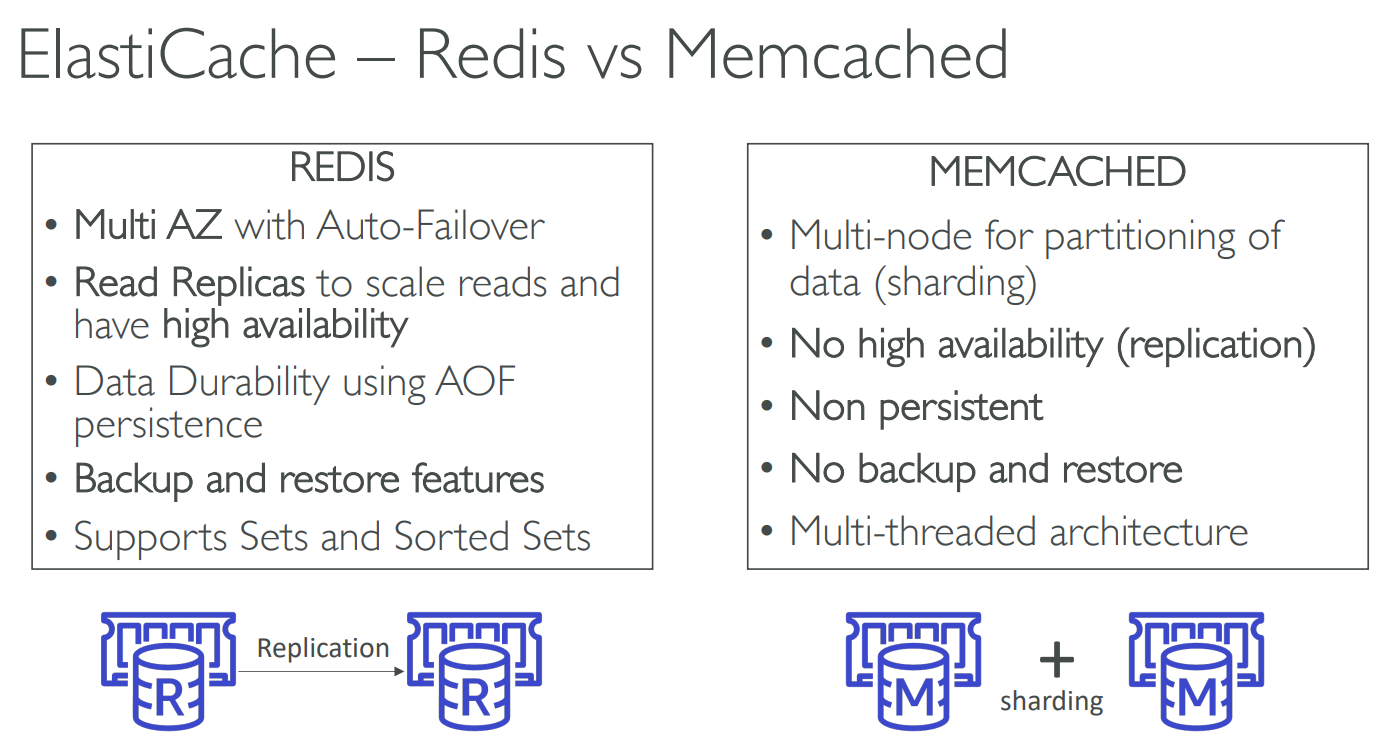 ElastiCache – Redis vs Memcached
REDIS
• Multi AZ with Auto-Failover
• Read Replicas to scale reads and
have high availability
• Data Durability using AOF
persistence
• Backup and restore features
• Supports Sets and Sorted Sets
MEMCACHED
• Multi-node for partitioning of
data (sharding)
• No high availability (replication)
• Non persistent
• No backup and restore
• Multi-threaded architecture
R
Replication
R
M
+
sharding
M